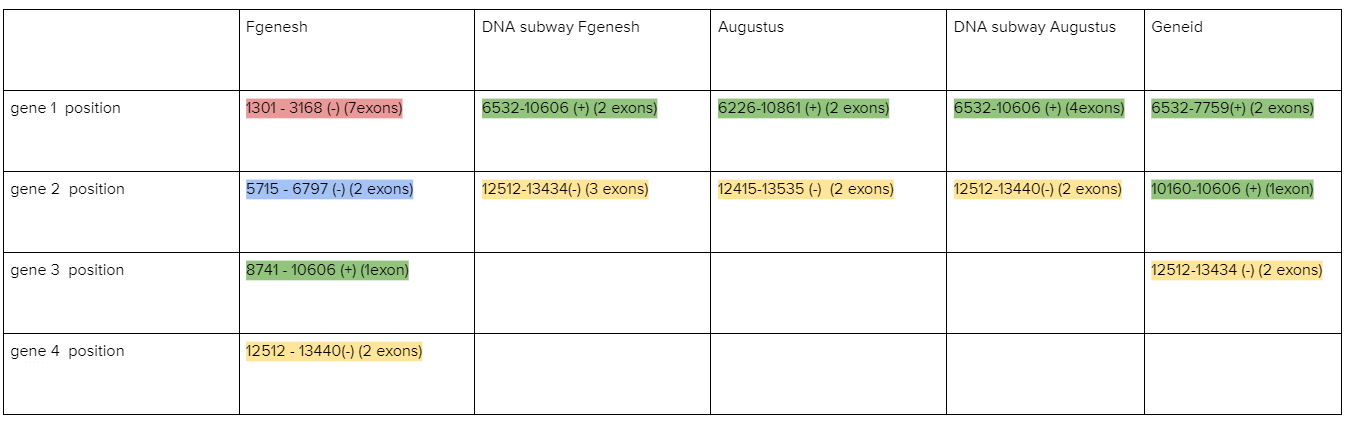 Fgenesh DNA subway Fgenesh Augustus DNA subway Augustus Geneid
gene 1  position 1301 - 3168 (-) (7exons) 6532-10606 (+) (2 exons) 6226-10861 (+) (2 exons) 6532-10606 (+) (4exons) 6532-7759(+) (2 exons)
gene 2  position 5715 - 6797 (-) (2 exons) 12512-13434(-) (3 exons) 12415-13535 (-)  (2 exons) 12512-13440(-) (2 exons) 10160-10606 (+) (1exon)
gene 3  position 8741 - 10606 (+) (1exon) 12512-13434 (-) (2 exons)
gene 4  position 12512 - 13440(-) (2 exons)